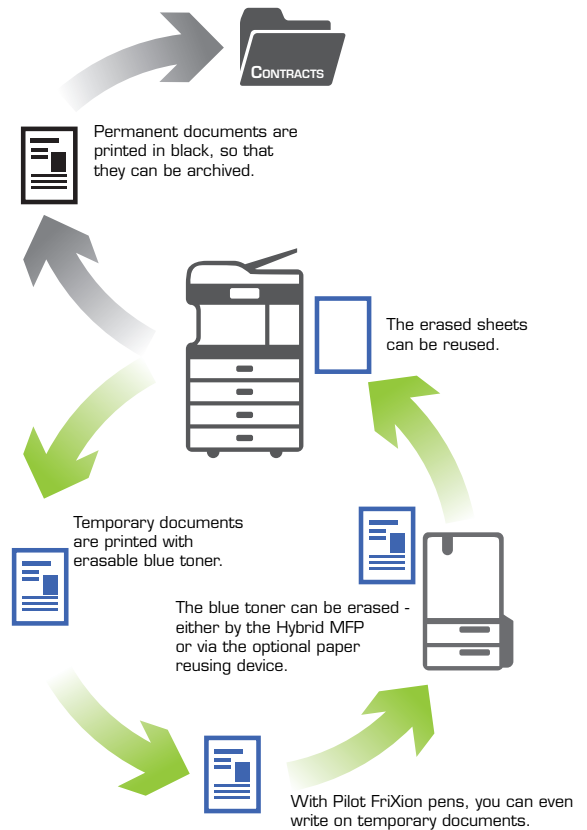 CONTRACTS
Permanent documents are
printed in black, so that
they can be archived.
The erased sheets
can be reused.
Temporary documents
are printed with
erasable blue toner.
The blue toner can be erased -
either by the Hybrid MFP
or via the optional paper
reusing device.
With Pilot FriXion pens, you can even
write on temporary documents.